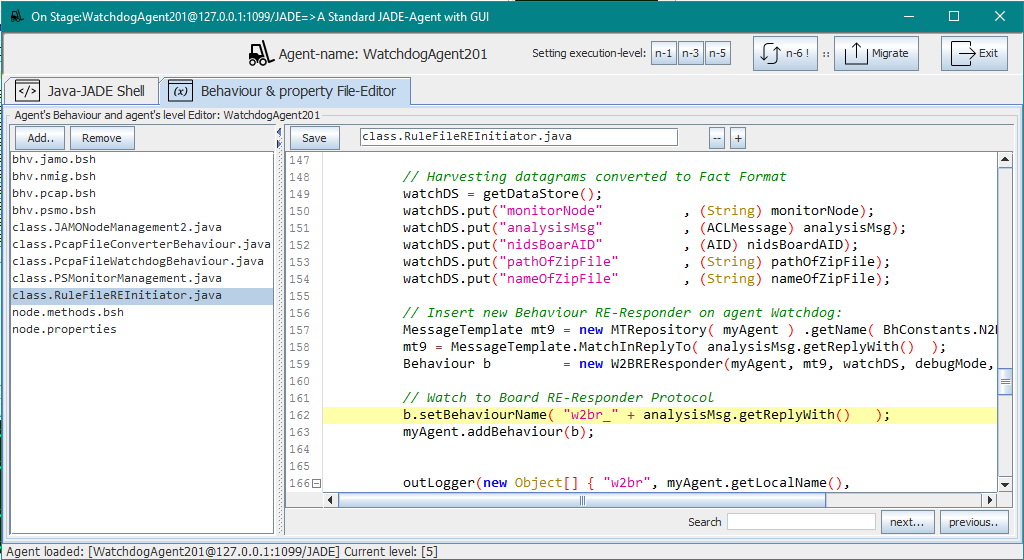 On Stage:WatchdogAgent201@127.0.0.1:1099/JADE=>A Standard JADE-Agent with GUI
Agent-name: WatchdogAgent201
Setting execution-level: n-1 n-3 n-5 n-6 ! :: Migrate Exit
</> Java-JADE Shell (x) Behaviour & property File-Editor
Agent's Behaviour and agent's level Editor: WatchdogAgent201
Add.. Remove
bhv.jamo.bsh
bhv.nmig.bsh
bhv.pcap.bsh
bhv.psmo.bsh
class.JAMONodeManagement2.java
class.PcapFileConverterBehaviour.java
class.PcpaFileWatchdogBehaviour.java
class.PSMonitorManagement.java
class.RuleFileREInitiator.java
node.methods.bsh
node.properties
Save class.RuleFileREInitiator.java -- +
147
148 // Harvesting datagrams converted to Fact Format
149 watchDS = getDataStore();
150 watchDS.put("monitorNode" , (String) monitorNode);
151 watchDS.put("analysisMsg" , (ACLMessage) analysisMsg);
152 watchDS.put("nidsBoarAID" , (AID) nidsBoardAID);
153 watchDS.put("pathOfZipFile" , (String) pathOfZipFile);
154 watchDS.put("nameOfZipFile" , (String) nameOfZipFile);
155
156 // Insert new Behaviour RE-Responder on agent Watchdog:
157 MessageTemplate mt9 = new MTRepository( myAgent ) .getName( BhConstants.N2
158 mt9 = MessageTemplate.MatchInReplyTo( analysisMsg.getReplyWith() );
159 Behaviour b = new W2BREResponder(myAgent, mt9, watchDS, debugMode,
160
161 // Watch to Board RE-Responder Protocol
162 b.setBehaviourName( "w2br_" + analysisMsg.getReplyWith() );
163 myAgent.addBehaviour(b);
164
165
166 outLogger(new Object[] { "w2br", myAgent.getLocalName(),
Search next... previous..
Agent loaded: [WatchdogAgent201@127.0.0.1:1099/JADE] Current level: [5]